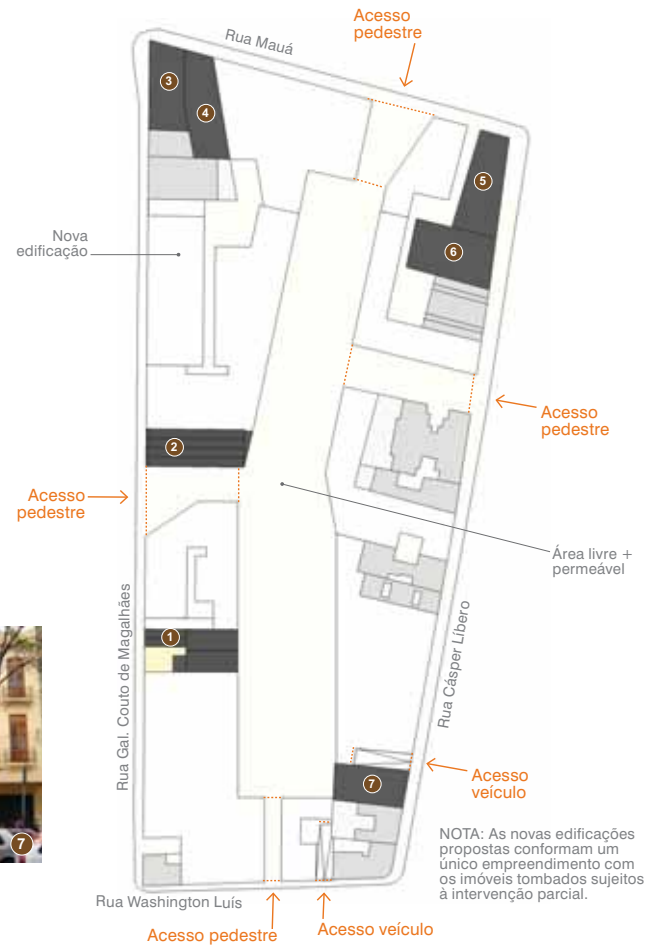 Acesso
pedestre
Rua Mauá
3
4
5
6
Nova
edificação
Acesso
pedestre
2
Acesso
pedestre
Área livre +
permeável
Rua Gal. Couto de Magalhães
1
Rua Cásper Líbero
7
Acesso
veículo
7
NOTA: As novas edificações
propostas conformam um
único empreendimento com
os imóveis tombados sujeitos
à intervenção parcial.
Rua Washington Luís
Acesso pedestre
Acesso veículo